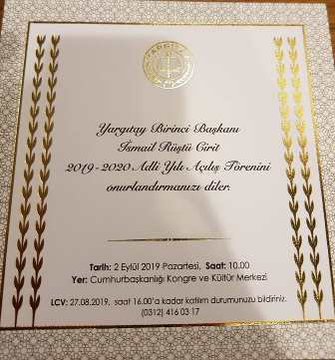 Yargıtay Birinci Başkanı
İsmail Rüştü Cirit
2019-2020 Adli Yılı Açılış Törenini
onurlandırmanızı diler.
Tarih: 2 Eylül 2019 Pazartesi, Saat: 10.00
Yer: Cumhurbaşkanlığı Kongre ve Kültür Merkezi
LCV: 27.08.2019, saat 16.00'a kadar katılım durumunuzu bildiriniz.
(0312) 416 03 17